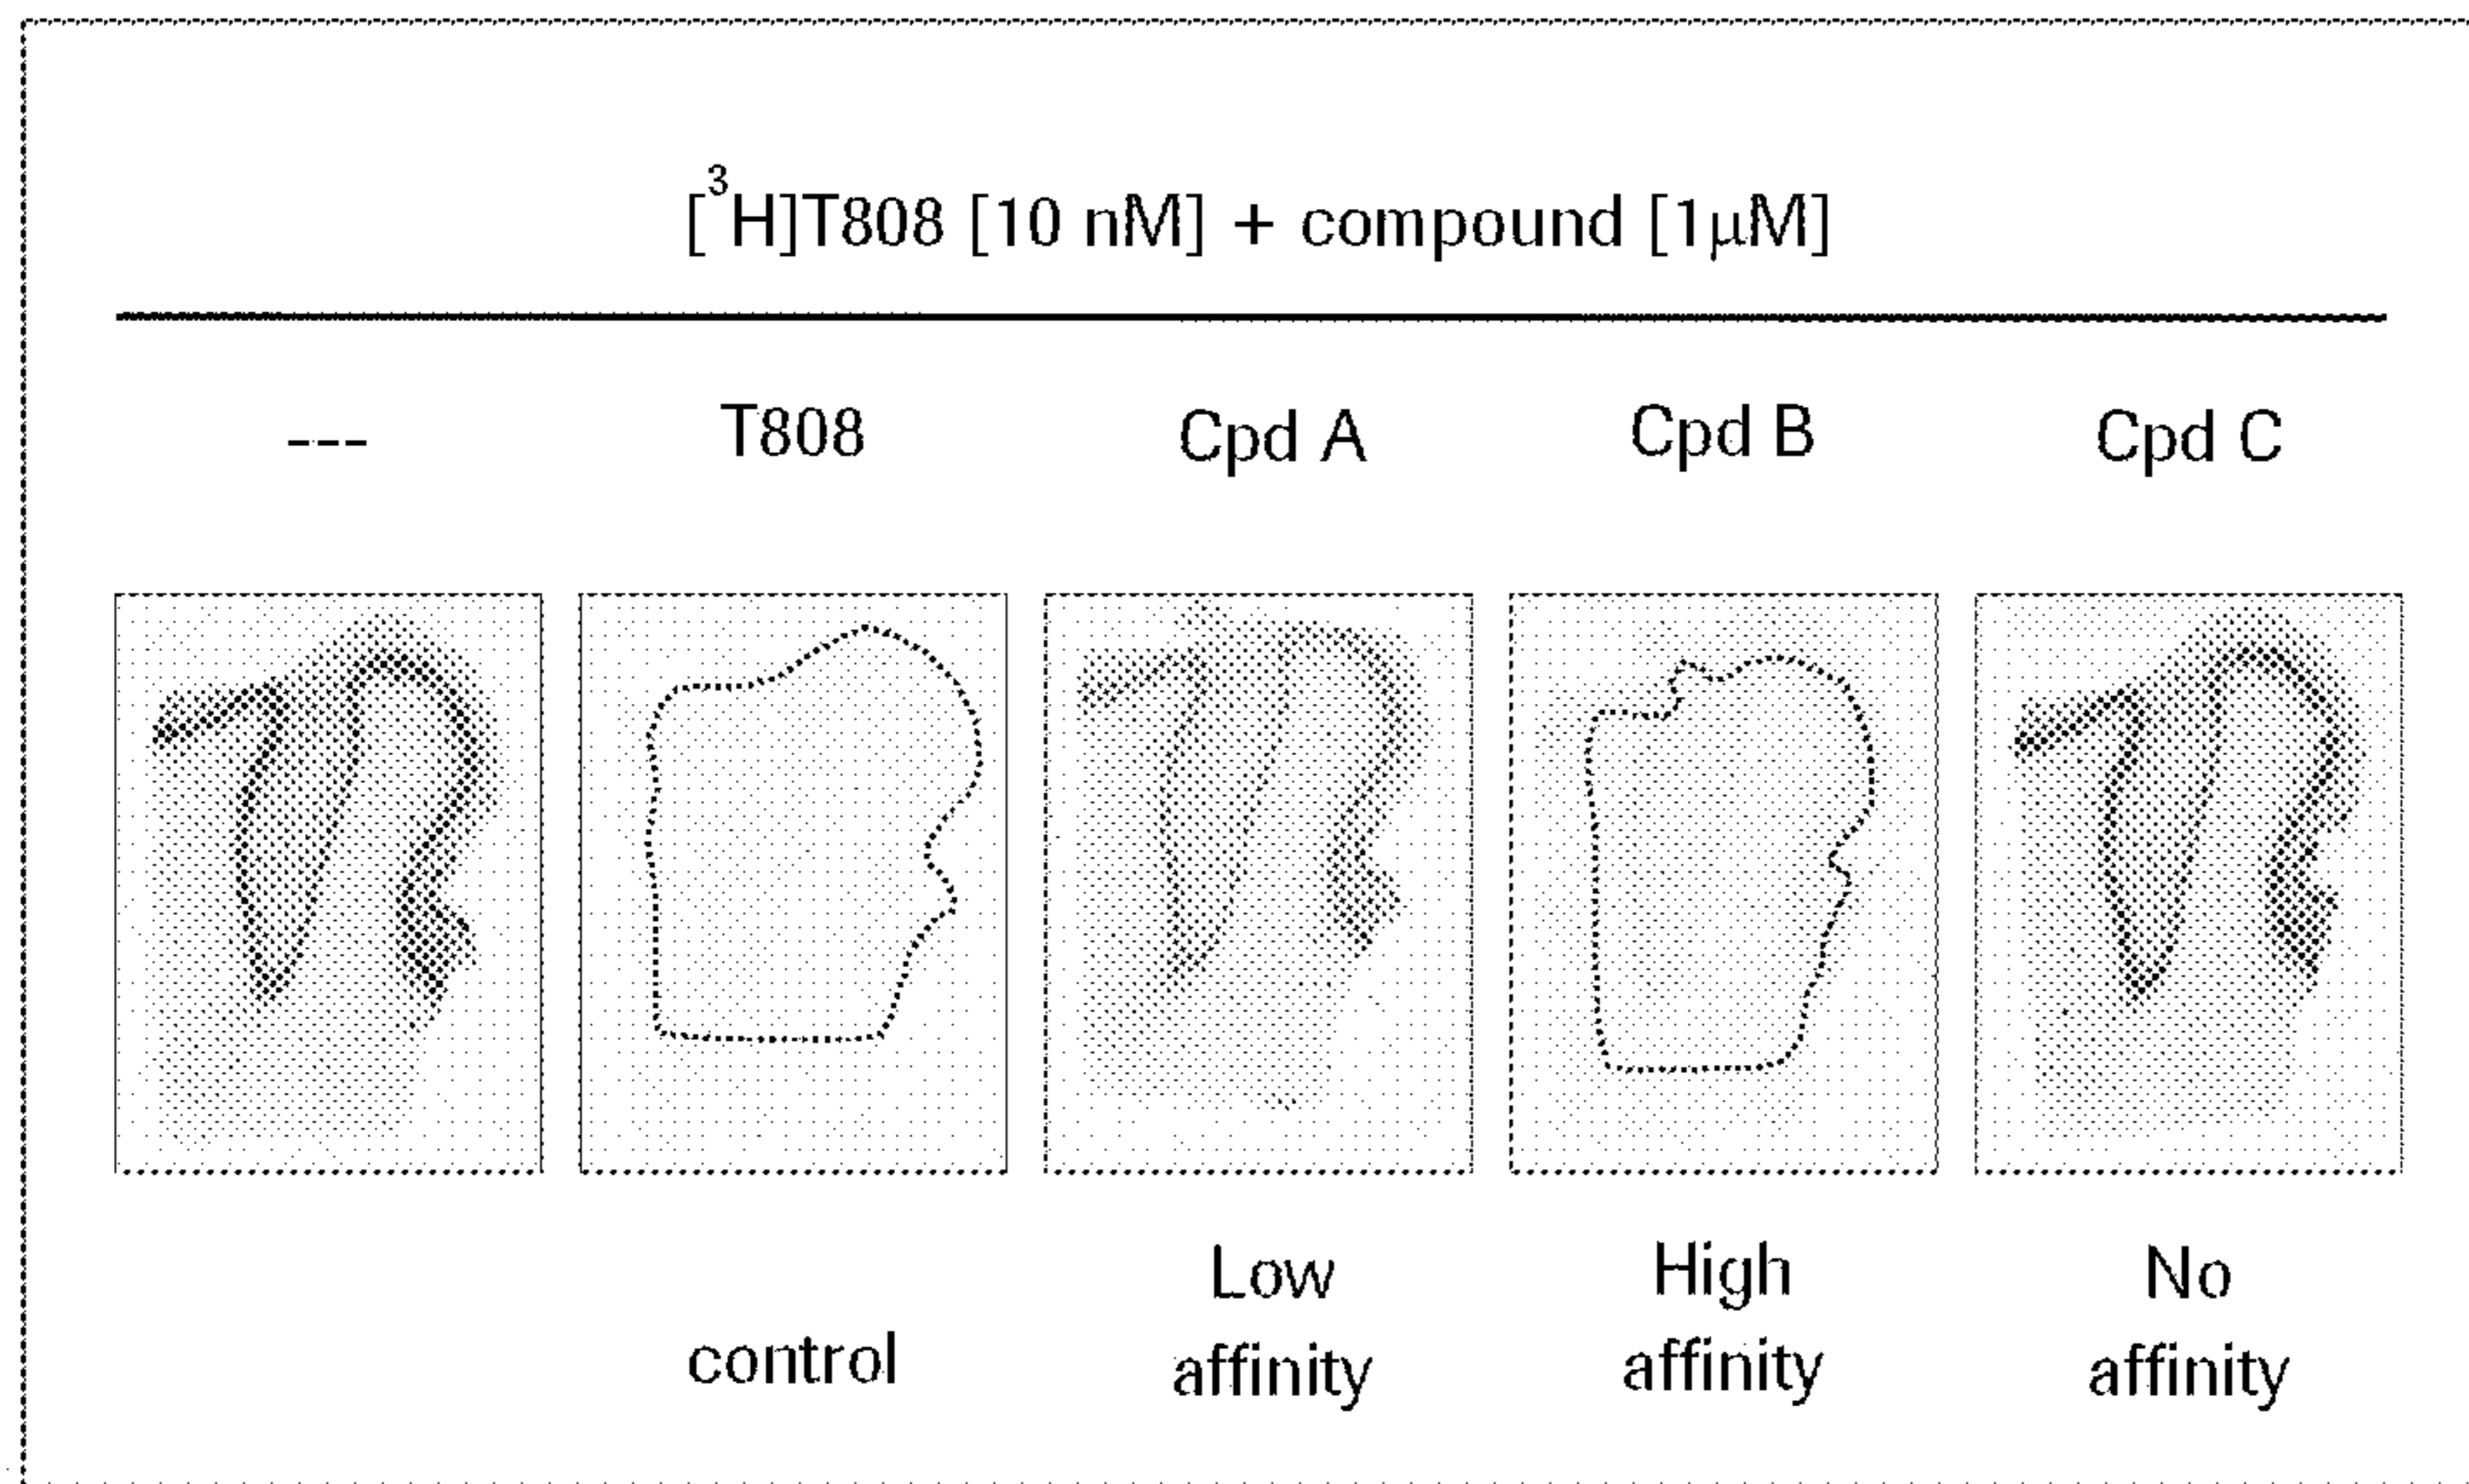 [³H]T808 [10 nM] + compound [1μM]
--- T808 Cpd A Cpd B Cpd C
Low High No
control affinity affinity affinity